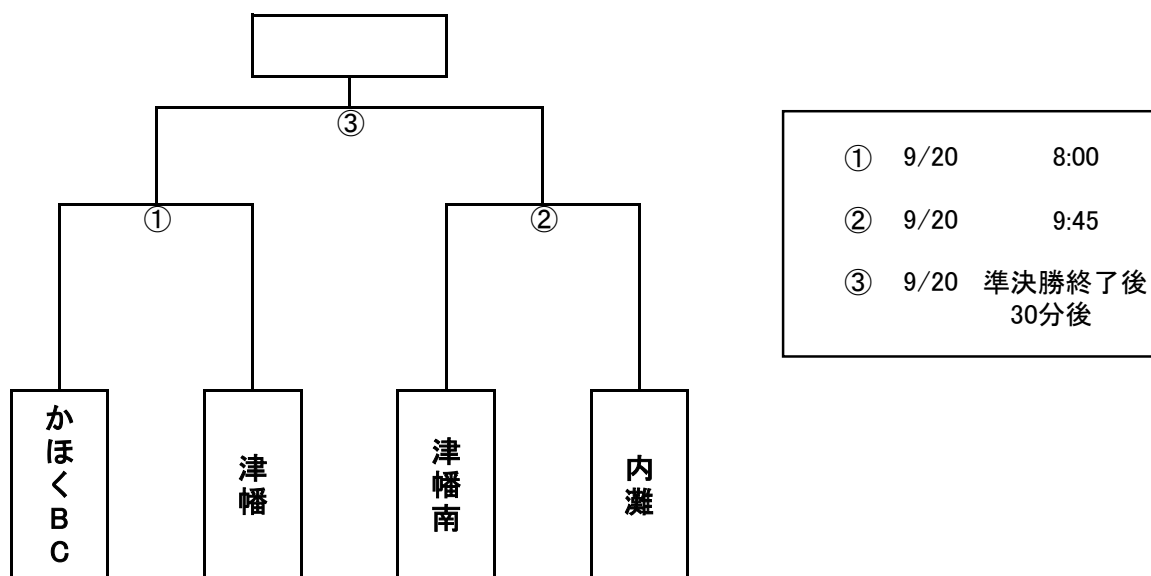 ③
①
②
① 9/20 8:00
② 9/20 9:45
③ 9/20 準決勝終了後
30分後
かほくBC
津幡
津幡南
内灘